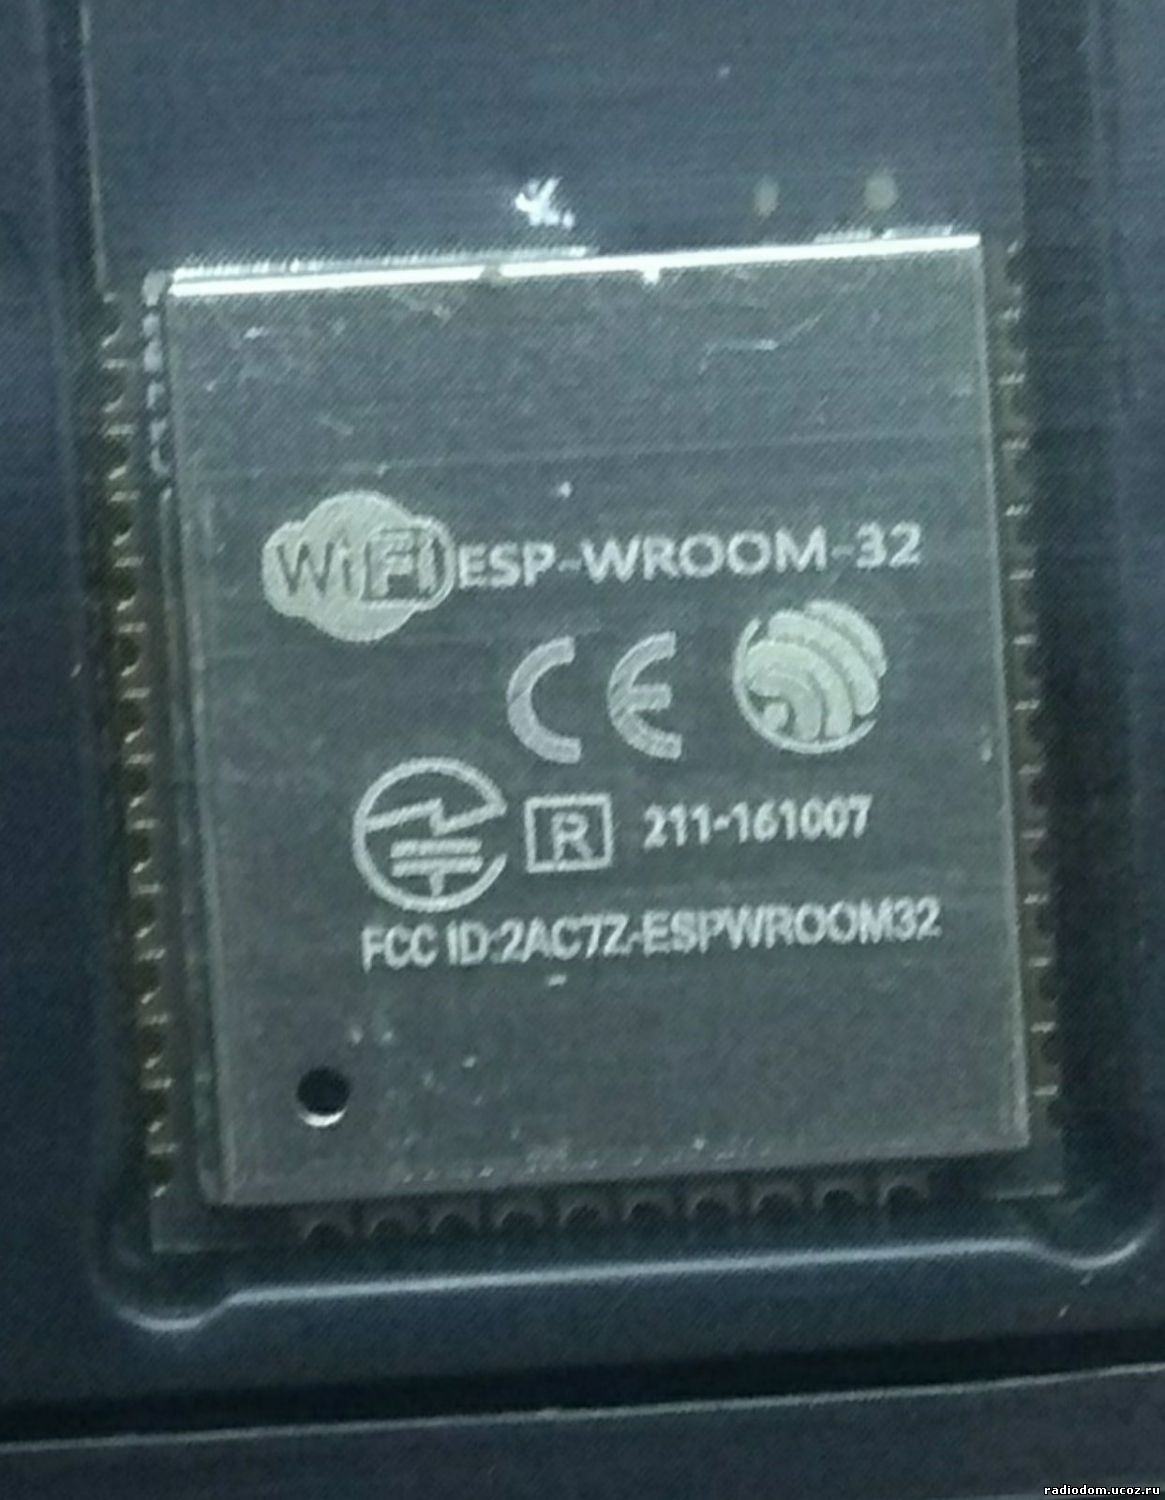 WiFi ESP-WROOM-32
CE
R 211-161007
FCC ID:2AC7Z-ESPWROOM32
radiodom.ucoz.ru